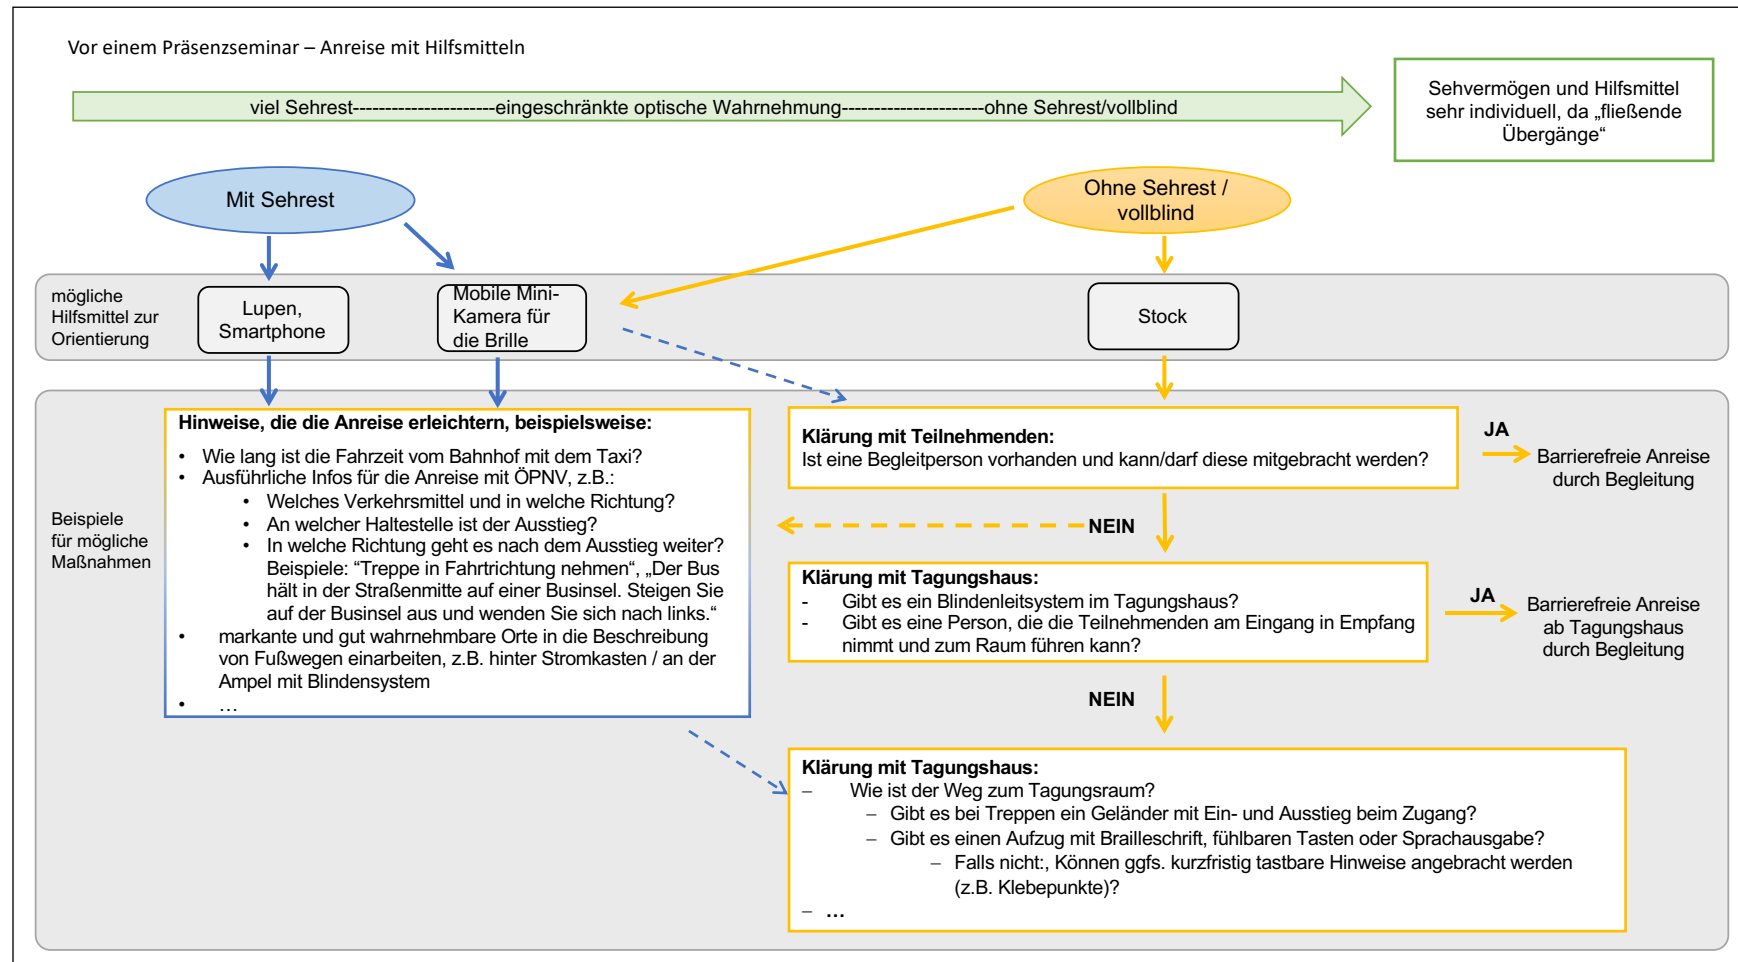 Vor einem Präsenzseminar – Anreise mit Hilfsmitteln
viel Sehrest----------------------eingeschränkte optische Wahrnehmung----------------------ohne Sehrest/vollblind
Sehvermögen und Hilfsmittel
sehr individuell, da „fließende
Übergänge“
Mit Sehrest
Ohne Sehrest /
vollblind
mögliche
Hilfsmittel zur
Orientierung
Lupen,
Smartphone
Mobile Mini-
Kamera für
die Brille
Stock
Beispiele
für mögliche
Maßnahmen
Hinweise, die die Anreise erleichtern, beispielsweise:
• Wie lang ist die Fahrzeit vom Bahnhof mit dem Taxi?
• Ausführliche Infos für die Anreise mit ÖPNV, z.B.:
• Welches Verkehrsmittel und in welche Richtung?
• An welcher Haltestelle ist der Ausstieg?
• In welche Richtung geht es nach dem Ausstieg weiter?
Beispiele: “Treppe in Fahrtrichtung nehmen“, „Der Bus
hält in der Straßenmitte auf einer Businsel. Steigen Sie
auf der Businsel aus und wenden Sie sich nach links.“
• markante und gut wahrnehmbare Orte in die Beschreibung
von Fußwegen einarbeiten, z.B. hinter Stromkasten / an der
Ampel mit Blindensystem
• …
Klärung mit Teilnehmenden:
Ist eine Begleitperson vorhanden und kann/darf diese mitgebracht werden?
JA
Barrierefreie Anreise
durch Begleitung
NEIN
Klärung mit Tagungshaus:
- Gibt es ein Blindenleitsystem im Tagungshaus?
- Gibt es eine Person, die die Teilnehmenden am Eingang in Empfang
nimmt und zum Raum führen kann?
JA
Barrierefreie Anreise
ab Tagungshaus
durch Begleitung
NEIN
Klärung mit Tagungshaus:
– Wie ist der Weg zum Tagungsraum?
– Gibt es bei Treppen ein Geländer mit Ein- und Ausstieg beim Zugang?
– Gibt es einen Aufzug mit Brailleschrift, fühlbaren Tasten oder Sprachausgabe?
– Falls nicht:, Können ggfs. kurzfristig tastbare Hinweise angebracht werden
(z.B. Klebepunkte)?
– …